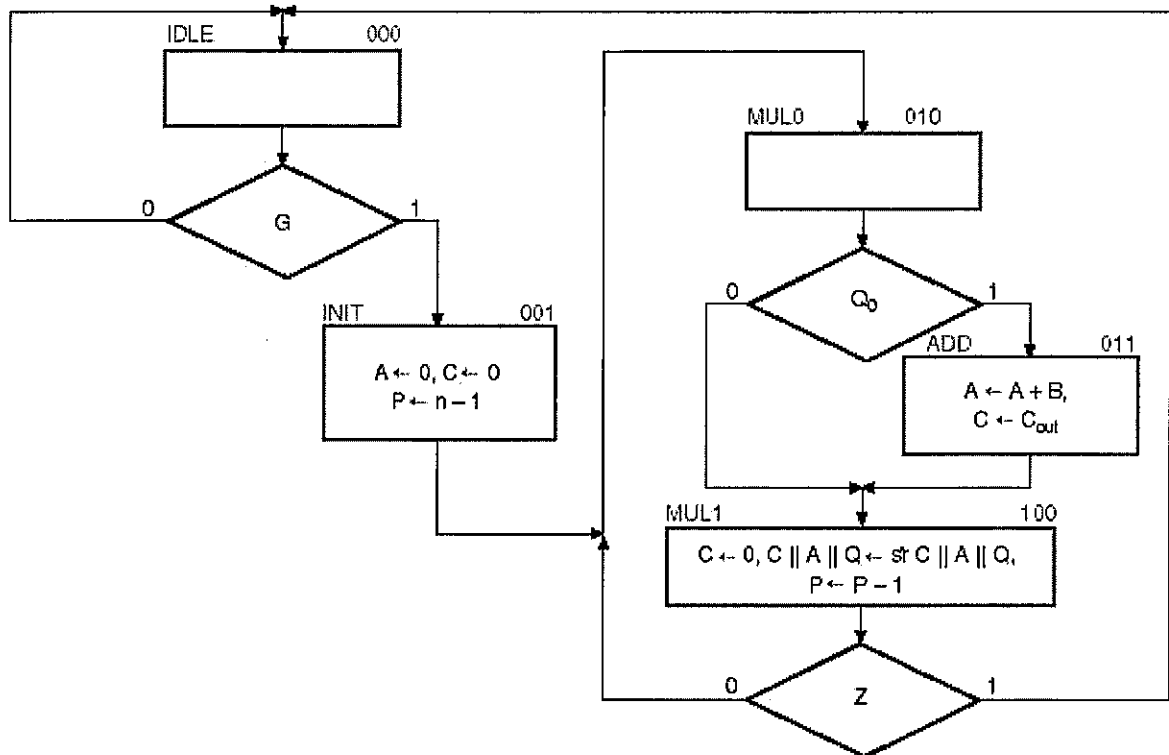 IDLE 000
G
0 1
INIT 001
A ← 0, C ← 0
P ← n – 1
MUL0 010
Q₀
0 1
ADD 011
A ← A + B,
C ← Cout
MUL1 100
C ← 0, C || A || Q ← sr C || A || Q,
P ← P – 1
Z
0 1